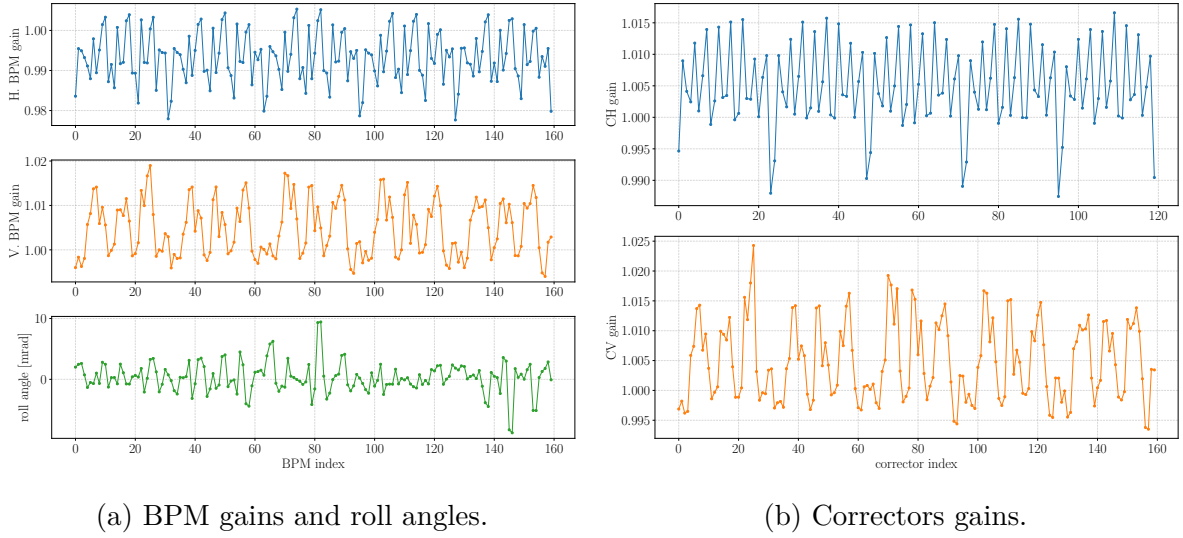 H. BPM gain
1.00
0.99
0.98
0 20 40 60 80 100 120 140 160
V. BPM gain
1.02
1.01
1.00
0 20 40 60 80 100 120 140 160
roll angle [mrad]
10
0
0 20 40 60 80 100 120 140 160
BPM index
(a) BPM gains and roll angles.
CH gain
1.015
1.010
1.005
1.000
0.995
0.990
0 20 40 60 80 100 120
CV gain
1.025
1.020
1.015
1.010
1.005
1.000
0.995
0 20 40 60 80 100 120 140 160
corrector index
(b) Correctors gains.